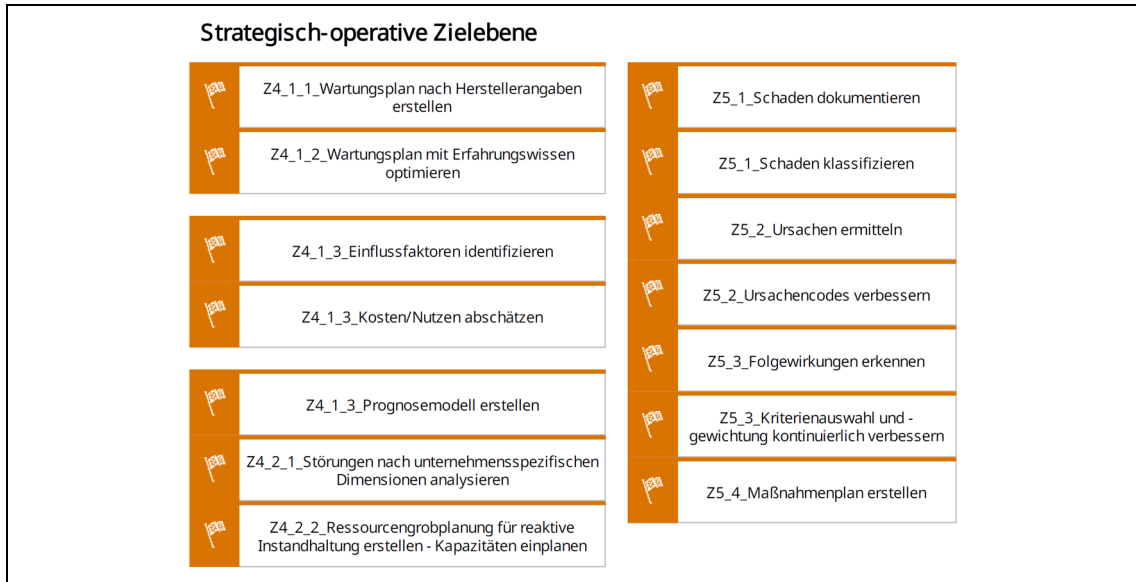 Strategisch-operative Zielebene
Z4_1_1_Wartungsplan nach Herstellerangaben
erstellen
Z4_1_2_Wartungsplan mit Erfahrungswissen
optimieren
Z4_1_3_Einflussfaktoren identifizieren
Z4_1_3_Kosten/Nutzen abschätzen
Z4_1_3_Prognosemodell erstellen
Z4_2_1_Störungen nach unternehmensspezifischen
Dimensionen analysieren
Z4_2_2_Ressourcengrobplanung für reaktive
Instandhaltung erstellen - Kapazitäten einplanen
Z5_1_Schaden dokumentieren
Z5_1_Schaden klassifizieren
Z5_2_Ursachen ermitteln
Z5_2_Ursachencodes verbessern
Z5_3_Folgewirkungen erkennen
Z5_3_Kriterienauswahl und -
gewichtung kontinuierlich verbessern
Z5_4_Maßnahmenplan erstellen